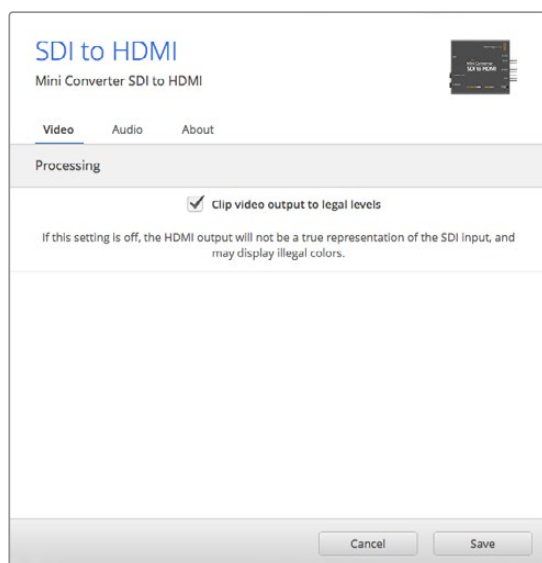 SDI to HDMI
Mini Converter SDI to HDMI
Video Audio About
Processing
Clip video output to legal levels
If this setting is off, the HDMI output will not be a true representation of the SDI input, and
may display illegal colors.
Cancel Save